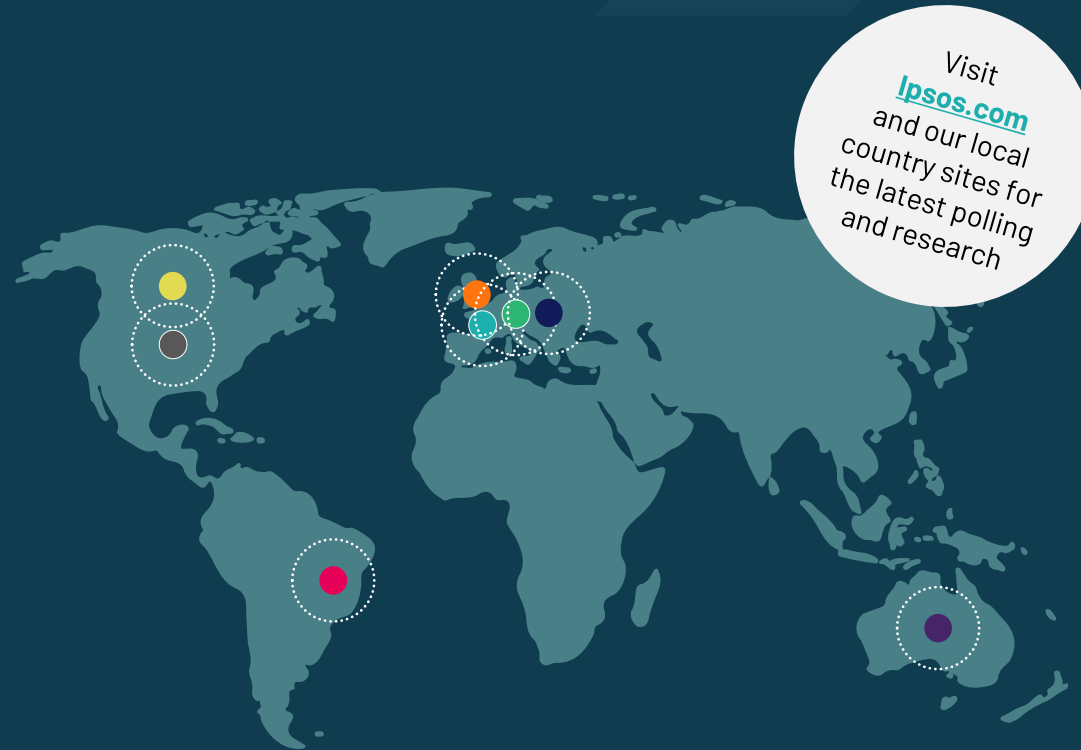 Visit
Ipsos.com
and our local
country sites for
the latest polling
and research